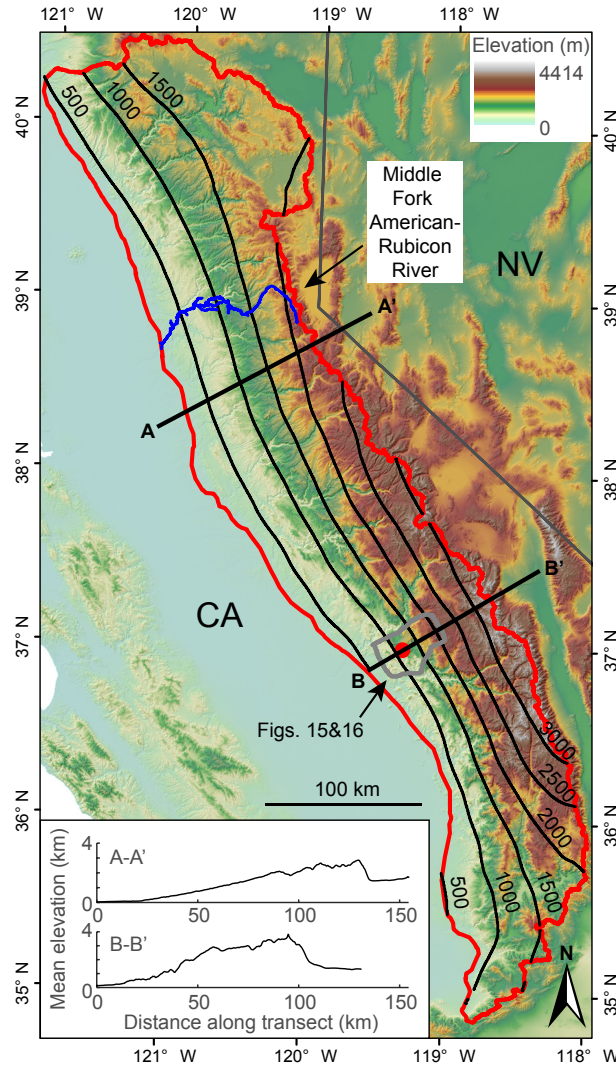 121° W
120° W
119° W
118° W
Elevation (m)
4414
0
500
1000
1500
40° N
40° N
Middle
Fork
American-
Rubicon
River
NV
39° N
39° N
A'
A
38° N
38° N
B'
CA
37° N
37° N
B
Figs. 15&16
100 km
3000
2500
2000
1500
1000
500
36° N
36° N
35° N
35° N
N
Mean elevation (km)
4
2
0
A-A'
0
50
100
150
4
2
0
B-B'
0
50
100
150
Distance along transect (km)
121° W
120° W
119° W
118° W